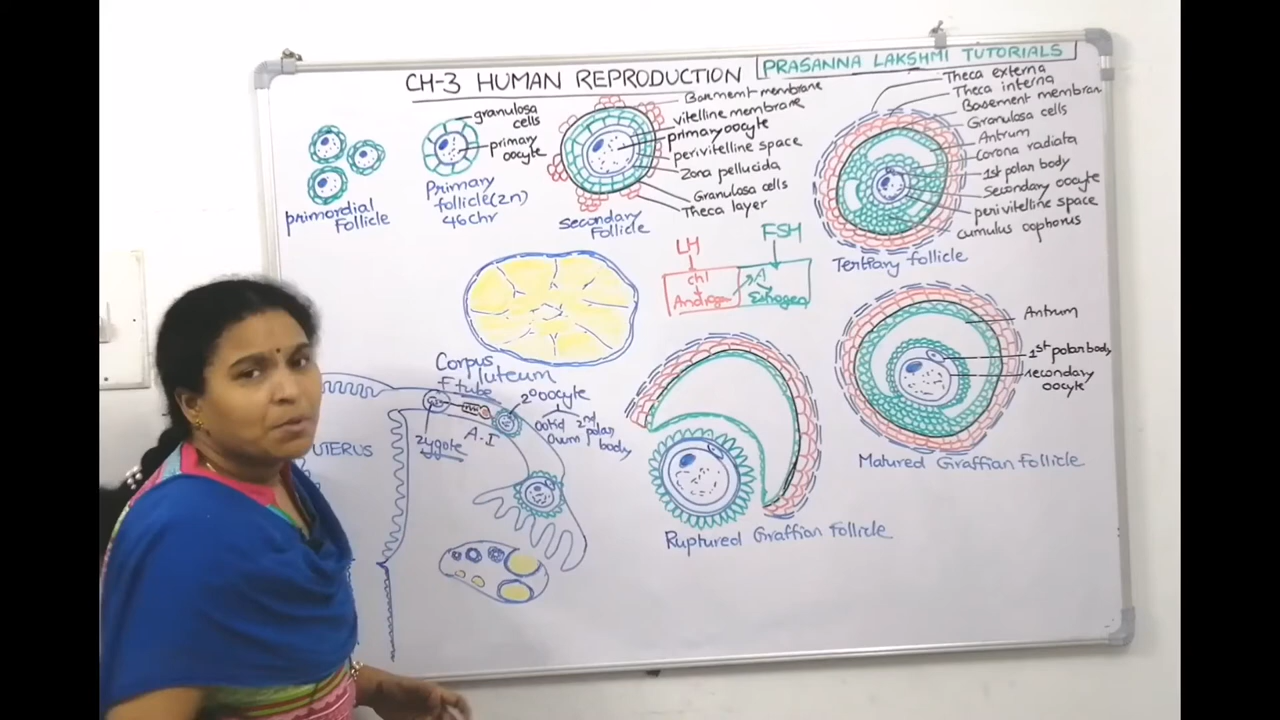 CH-3 HUMAN REPRODUCTION
PRASANNA LAKSHMI TUTORIALS
primordial
Follicle
granulosa
cells
primary
oocyte
Primary
follicle(2n)
46chr
Basement membrane
vitelline membrane
primary oocyte
perivitelline space
Zona pellucida
Granulosa cells
Theca layer
Secondary
Follicle
Theca externa
Theca interna
Basement membran
Granulosa cells
Antrum
Corona radiata
1st polar body
Secondary oocyte
perivitelline space
cumulus oophorus
Tertiary follicle
LH
FSH
chl
Androgen
A
Estrogen
Corpus
luteum
Antrum
1st polar body
secondary
oocyte
Matured Graffian Follicle
Ruptured Graffian Follicle
F.tube
2° oocyte
ootid
ovum
2nd
polar
body
zygote
A-I
UTERUS